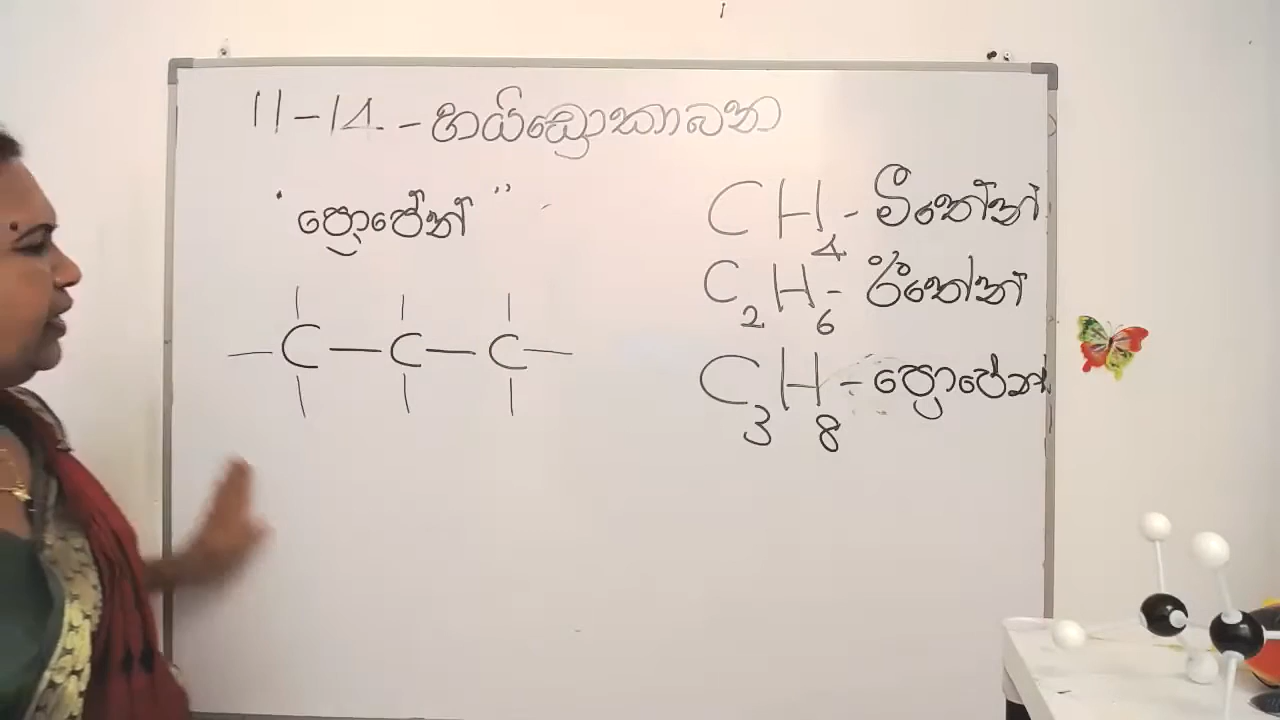 11-14. - හයිඩ්‍රොකාබන
' ප්‍රොපේන් ''
C — C — C
CH4 - මීතේන්
C2H6 - ඊතේන්
C3H8 - ප්‍රොපේන්